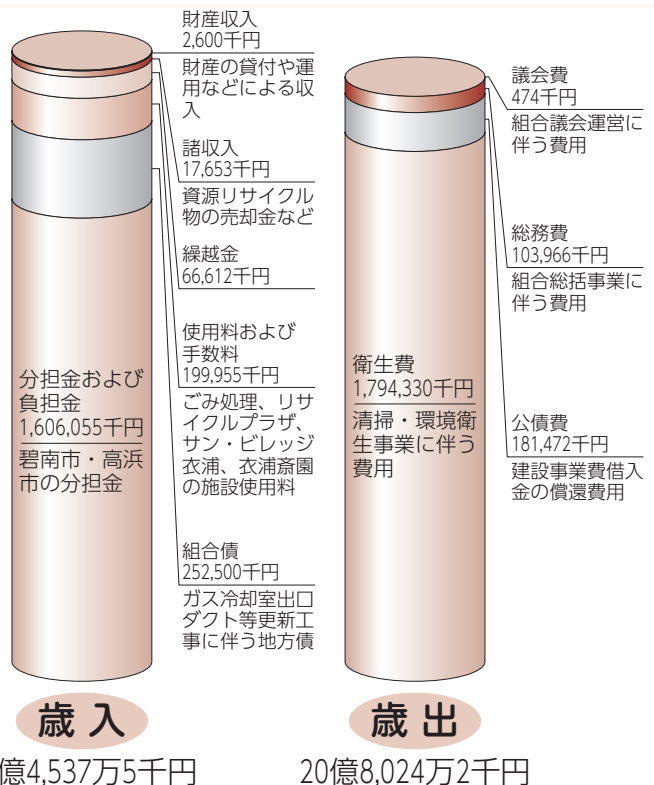 財産収入
2,600千円
財産の貸付や運
用などによる収
入
諸収入
17,653千円
資源リサイクル
物の売却金など
繰越金
66,612千円
使用料および
手数料
199,955千円
ごみ処理、リサ
イクルプラザ、
サン・ビレッジ
衣浦、衣浦斎園
の施設使用料
組合債
252,500千円
ガス冷却室出口
ダクト等更新工
事に伴う地方債
分担金および
負担金
1,606,055千円
碧南市・高浜
市の分担金
歳入
億4,537万5千円
議会費
474千円
組合議会運営に
伴う費用
総務費
103,966千円
組合総括事業に
伴う費用
公債費
181,472千円
建設事業費借入
金の償還費用
衛生費
1,794,330千円
清掃・環境衛
生事業に伴う
費用
歳出
20億8,024万2千円